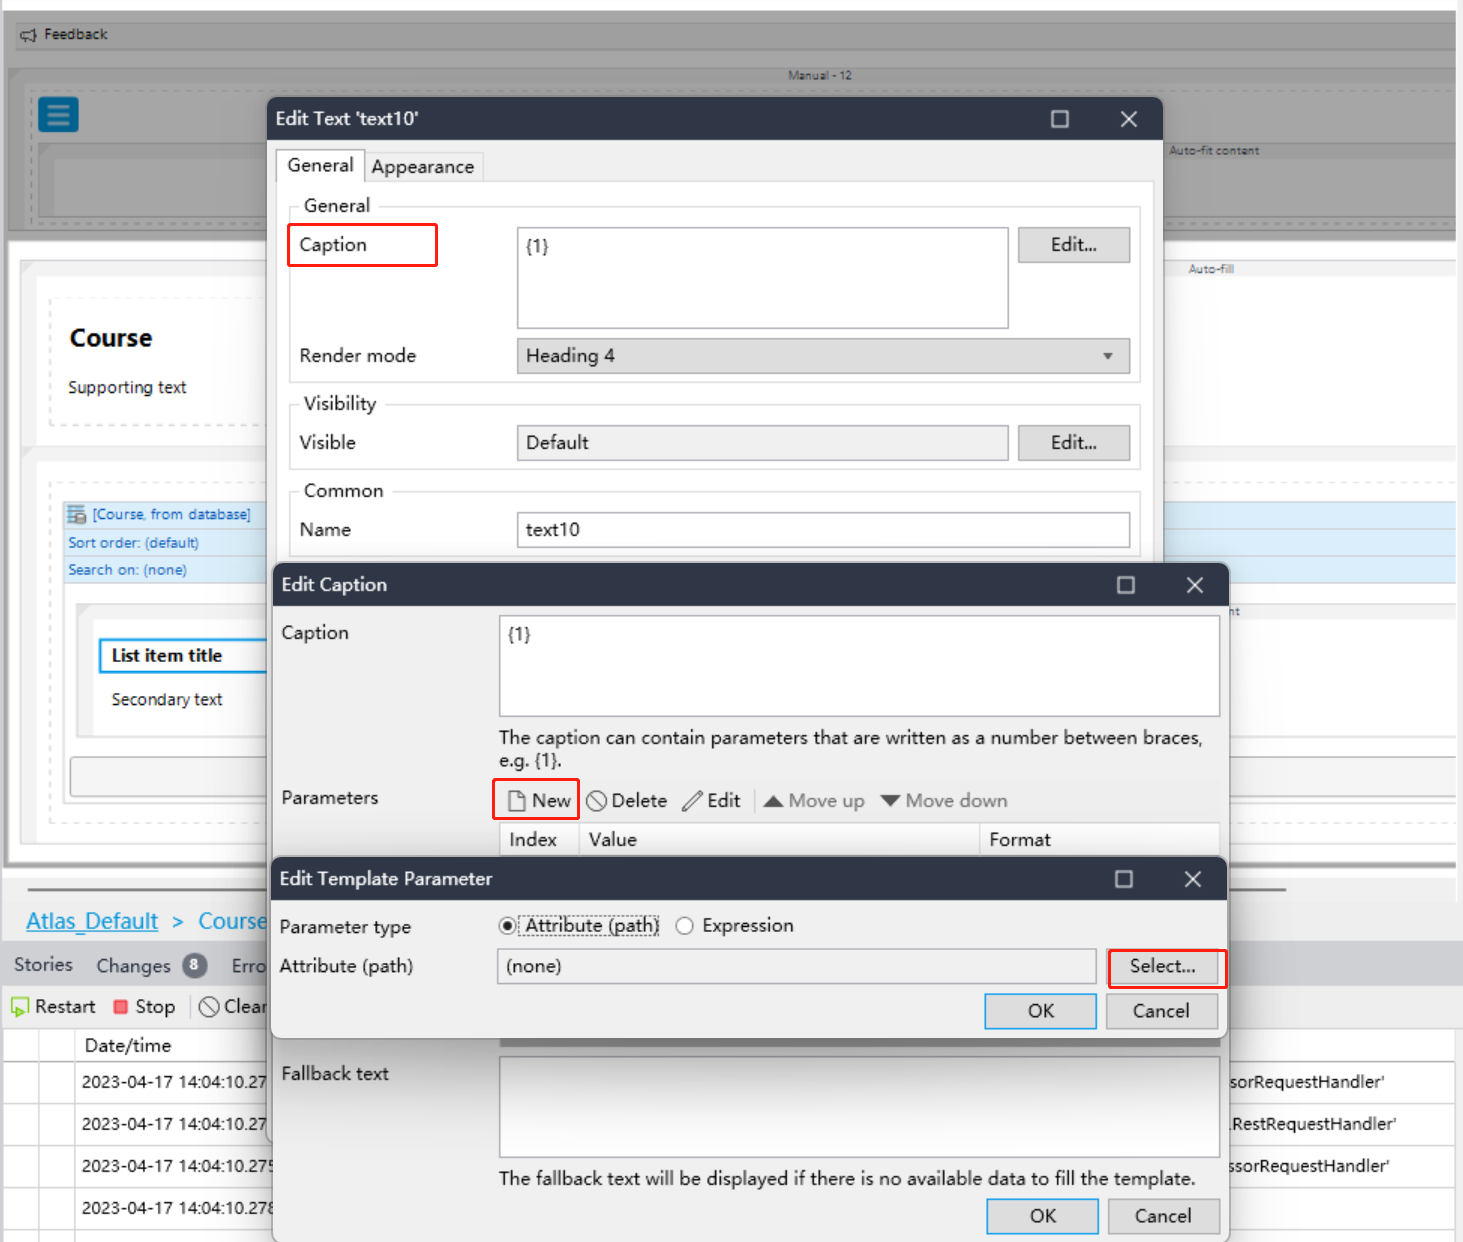 Feedback
Manual - 12
Edit Text 'text10'
Auto-fit content
General
Appearance
General
Caption
{1}
Edit...
Auto-fill
Course
Render mode
Heading 4
Supporting text
Visibility
Visible
Default
Edit...
Common
[Course, from database]
Name
text10
Sort order: (default)
Search on: (none)
Edit Caption
Caption
{1}
List item title
Secondary text
The caption can contain parameters that are written as a number between braces,
e.g. {1}.
Parameters
New
Delete
Edit
Move up
Move down
Index
Value
Format
Edit Template Parameter
Atlas_Default > Course
Parameter type
Attribute (path)
Expression
Stories
Changes
8
Erro
Attribute (path)
(none)
Select...
Restart
Stop
Clear
OK
Cancel
Date/time
Fallback text
2023-04-17 14:04:10.27
sorRequestHandler'
2023-04-17 14:04:10.27
.RestRequestHandler'
2023-04-17 14:04:10.275
ssorRequestHandler'
The fallback text will be displayed if there is no available data to fill the template.
2023-04-17 14:04:10.278
OK
Cancel